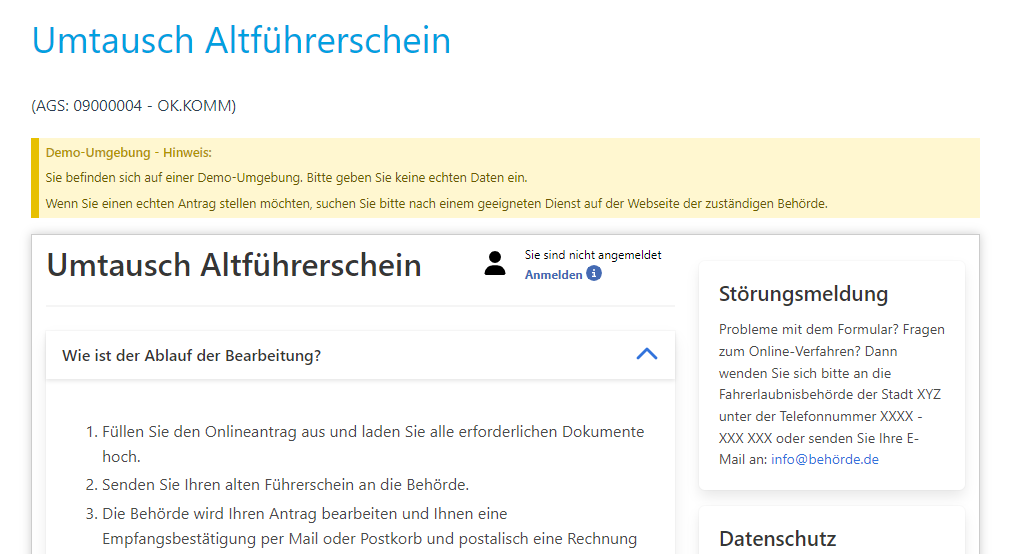 Umtausch Altführerschein
(AGS: 09000004 - OK.KOMM)
Demo-Umgebung - Hinweis:
Sie befinden sich auf einer Demo-Umgebung. Bitte geben Sie keine echten Daten ein.
Wenn Sie einen echten Antrag stellen möchten, suchen Sie bitte nach einem geeigneten Dienst auf der Webseite der zuständigen Behörde.
Umtausch Altführerschein
Sie sind nicht angemeldet
Anmelden
Wie ist der Ablauf der Bearbeitung?
1. Füllen Sie den Onlineantrag aus und laden Sie alle erforderlichen Dokumente
hoch.
2. Senden Sie Ihren alten Führerschein an die Behörde.
3. Die Behörde wird Ihren Antrag bearbeiten und Ihnen eine
Empfangsbestätigung per Mail oder Postkorb und postalisch eine Rechnung
Störungsmeldung
Probleme mit dem Formular? Fragen
zum Online-Verfahren? Dann
wenden Sie sich bitte an die
Fahrerlaubnisbehörde der Stadt XYZ
unter der Telefonnummer XXXX -
XXX XXX oder senden Sie Ihre E-
Mail an: info@behörde.de
Datenschutz